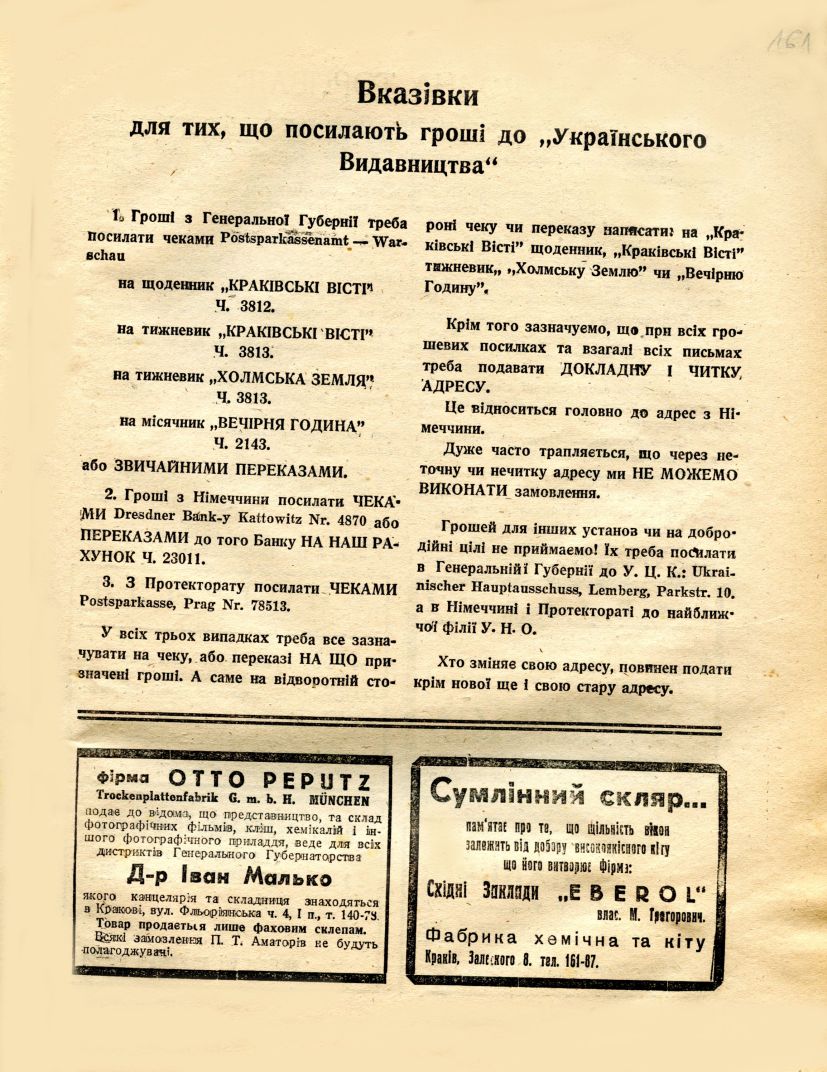 161
Вказівки
для тих, що посилають гроші до „Українського
Видавництва“
1. Гроші з Генеральної Губернії треба
посилати чеками Postsparkassenamt — War-
schau
на щоденник „КРАКІВСЬКІ ВІСТІ“
Ч. 3812.
на тижневик „КРАКІВСЬКІ ВІСТІ“
Ч. 3813.
на тижневик „ХОЛМСЬКА ЗЕМЛЯ“
Ч. 3813.
на місячник „ВЕЧІРНЯ ГОДИНА“
Ч. 2143.
або ЗВИЧАЙНИМИ ПЕРЕКАЗАМИ.
2. Гроші з Німеччини посилати ЧЕКА-
МИ Dresdner Bank-у Kattowitz Nr. 4870 або
ПЕРЕКАЗАМИ до того Банку НА НАШ РА-
ХУНОК Ч. 23011.
3. З Протекторату посилати ЧЕКАМИ
Postsparkasse, Prag Nr. 78513.
У всіх трьох випадках треба все зазна-
чувати на чеку, або переказі НА ЩО при-
значені гроші. А саме на відворотній сто-
роні чеку чи переказу написати: на „Кра-
ківські Вісті” щоденник, „Краківські Вісті”
тижневик„ „Холмську Землю” чи „Вечірню
Годину”.
Крім того зазначуємо, що при всіх гро-
шевих посилках та взагалі всіх письмах
треба подавати ДОКЛАДНУ І ЧИТКУ
АДРЕСУ.
Це відноситься головно до адрес з Ні-
меччини.
Дуже часто трапляється, що через не-
точну чи нечитку адресу ми НЕ МОЖЕМО
ВИКОНАТИ замовлення.
Грошей для інших установ чи на добро-
дійні цілі не приймаємо! Їх треба посилати
в Генеральній Губернії до У. Ц. К.: Ukrai-
nischer Hauptausschuss, Lemberg, Parkstr. 10.
а в Німеччині і Протектораті до найближ-
чої філії У. Н. О.
Хто зміняє свою адресу, повинен подати
крім нової ще і свою стару адресу.
фірма OTTO PEPUTZ
Trockenplattenfabrik G. m. b. H. MÜNCHEN
подає до відома, що представництво, та склад
фотографічних фільмів, кліш, хемікалій і ін-
шого фотографічного приладдя, веде для всіх
дистриктів Генерального Губернаторства
Д-р Іван Малько
якого канцелярія та складниця знаходяться
в Кракові, вул. Фльоріянська ч. 4, I п., т. 140-73.
Товар продається лише фаховим склепам.
Всякі замовлення П. Т. Аматорів не будуть
полагоджувані.
Сумлінний скляр...
пам'ятає про те, що щільність вікон
залежить від добору високоякісного кіту
що його витворює Фірма:
Східні Заклади „EBEROL“
влас. М. Григорович.
Фабрика хемічна та кіту
Краків, Залеского 8. тел. 161-87.